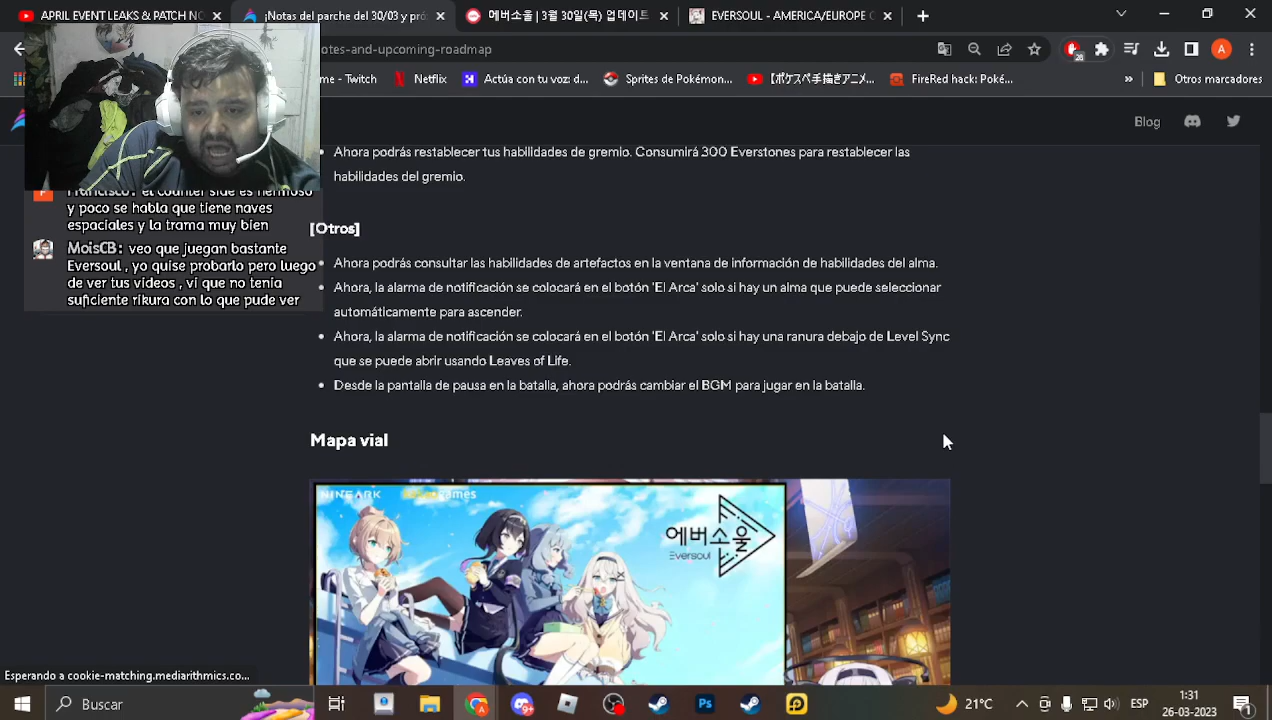 APRIL EVENT LEAKS & PATCH NO
¡Notas del parche del 30/03 y pró
에버소울 | 3월 30일(목) 업데이트
EVERSOUL - AMERICA/EUROPE O
otes-and-upcoming-roadmap
26
A
me - Twitch
Netflix
Actúa con tu voz: d...
Sprites de Pokémon...
【ポケスペ手描きアニメ...
FireRed hack: Poké...
»
Otros marcadores
Blog
Ahora podrás restablecer tus habilidades de gremio. Consumirá 300 Everstones para restablecer las
habilidades del gremio.
Francisco: el counter side es hermoso
y poco se habla que tiene naves
espaciales y la trama muy bien
MoisCB: veo que juegan bastante
Eversoul , yo quise probarlo pero luego
de ver tus videos , vi que no tenia
suficiente rikura con lo que pude ver
[Otros]
Ahora podrás consultar las habilidades de artefactos en la ventana de información de habilidades del alma.
Ahora, la alarma de notificación se colocará en el botón 'El Arca' solo si hay un alma que puede seleccionar
automáticamente para ascender.
Ahora, la alarma de notificación se colocará en el botón 'El Arca' solo si hay una ranura debajo de Level Sync
que se puede abrir usando Leaves of Life.
Desde la pantalla de pausa en la batalla, ahora podrás cambiar el BGM para jugar en la batalla.
Mapa vial
NINEARK kakaogames
에버소울
Eversoul
Esperando a cookie-matching.mediarithmics.co...
Buscar
9+
Ps
21°C
ESP
1:31
26-03-2023
1